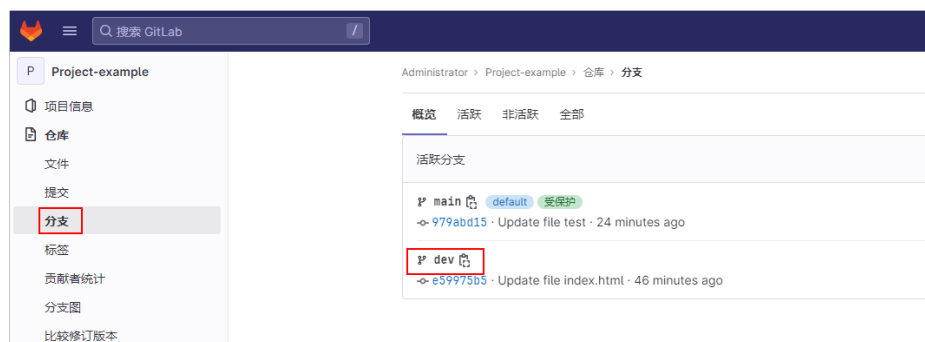 搜索 GitLab /
P Project-example
项目信息
仓库
文件
提交
分支
标签
贡献者统计
分支图
比较修订版本
Administrator › Project-example › 仓库 › 分支
概览 活跃 非活跃 全部
活跃分支
main default 受保护
979abd15 · Update file test · 24 minutes ago
dev
e59975b5 · Update file index.html · 46 minutes ago